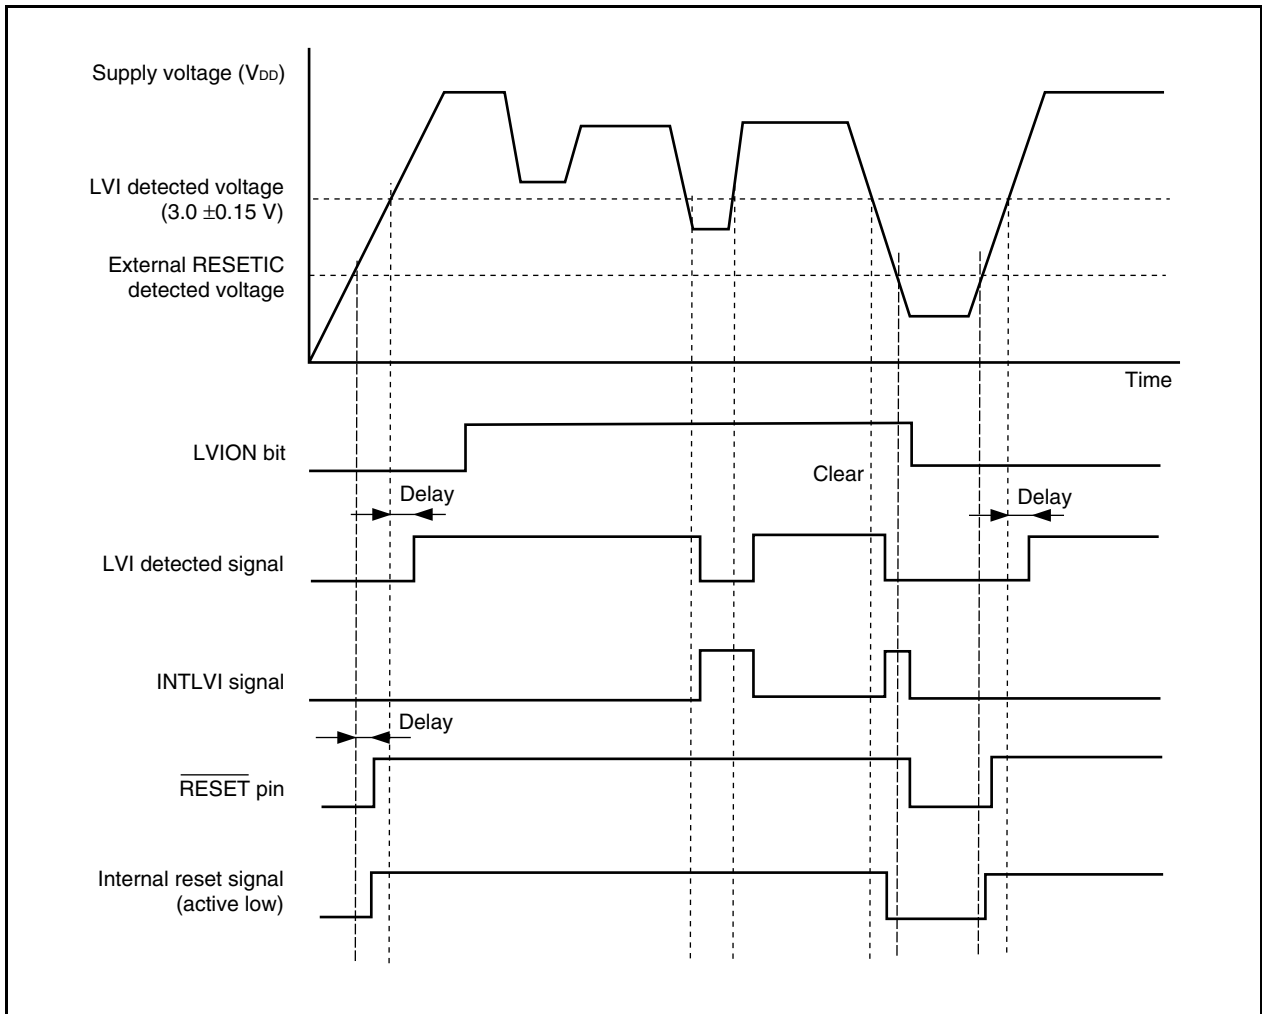 Supply voltage (VDD)
LVI detected voltage
(3.0 ±0.15 V)
External RESETIC
detected voltage
Time
LVION bit
Clear
Delay
Delay
LVI detected signal
INTLVI signal
Delay
RESET pin
Internal reset signal
(active low)